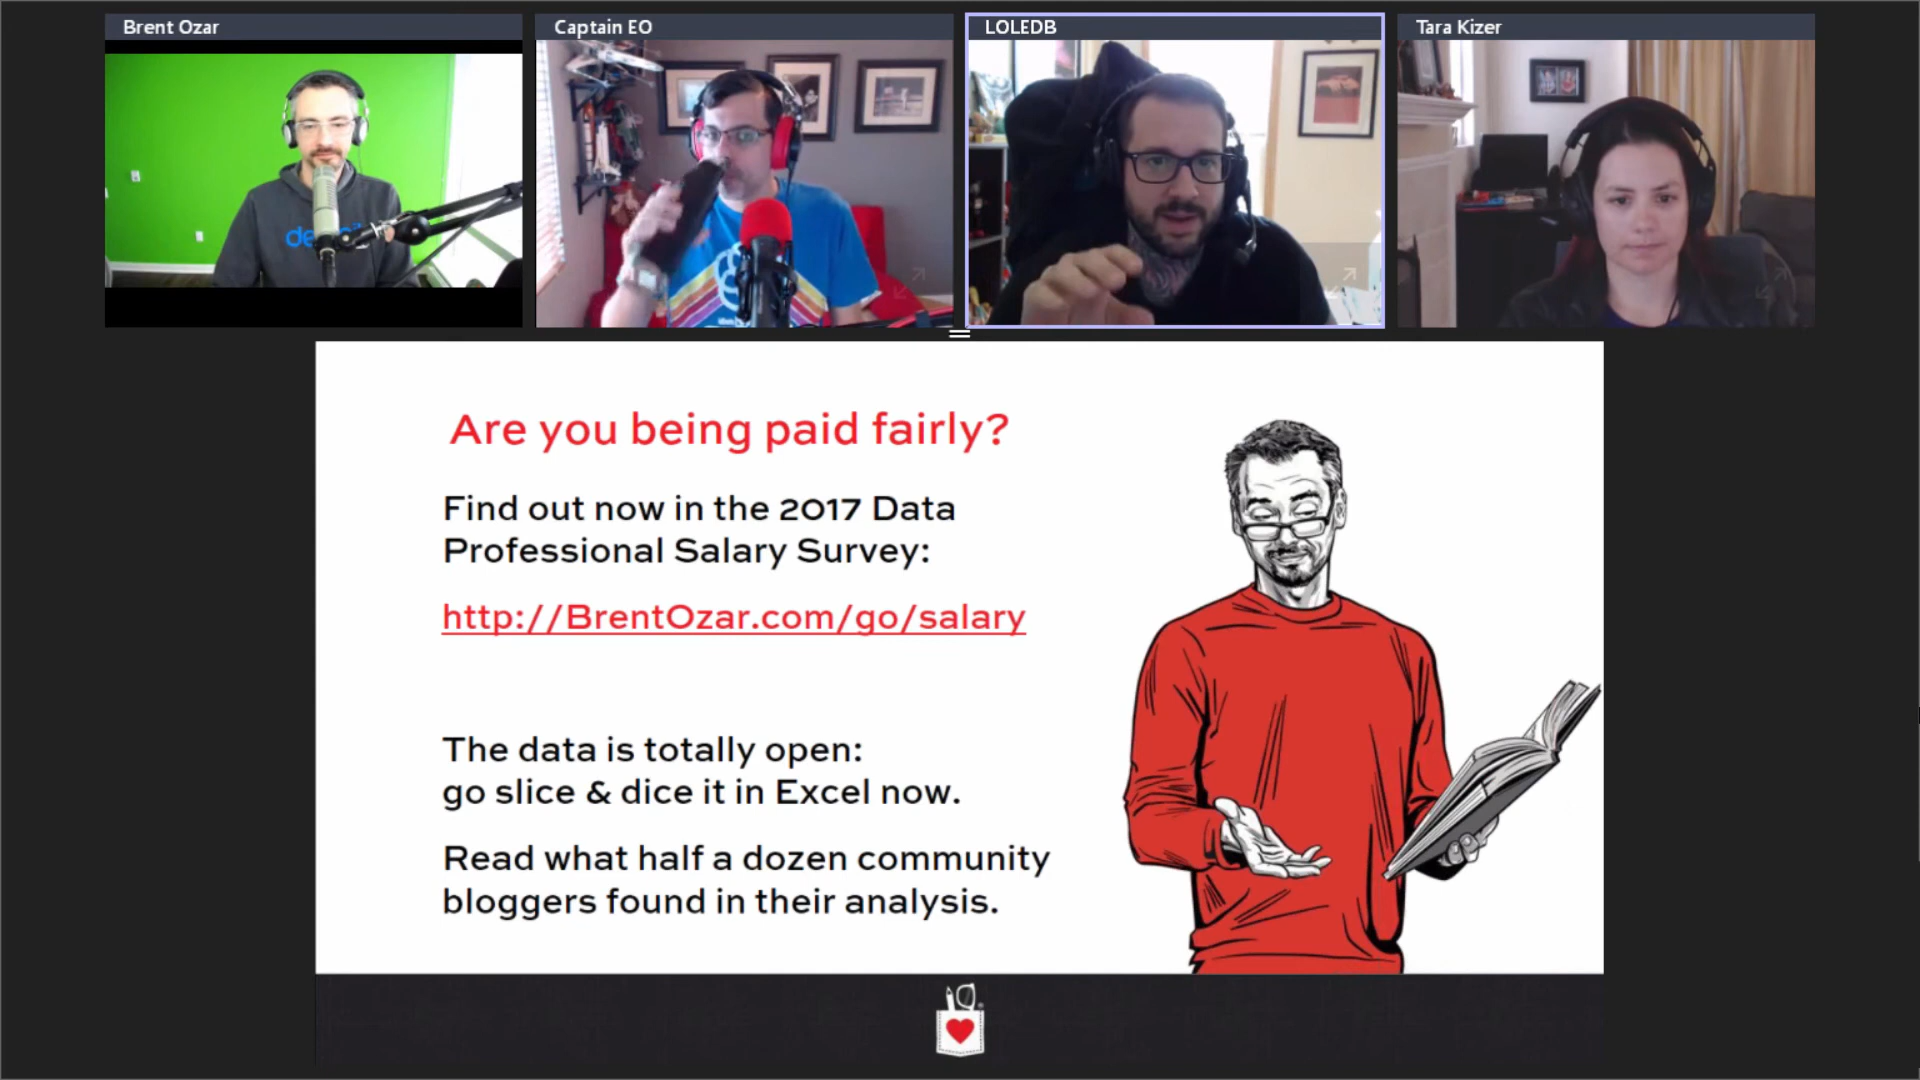 Brent Ozar
Captain EO
LOLEDB
Tara Kizer
Are you being paid fairly?
Find out now in the 2017 Data
Professional Salary Survey:
http://BrentOzar.com/go/salary
The data is totally open:
go slice & dice it in Excel now.
Read what half a dozen community
bloggers found in their analysis.